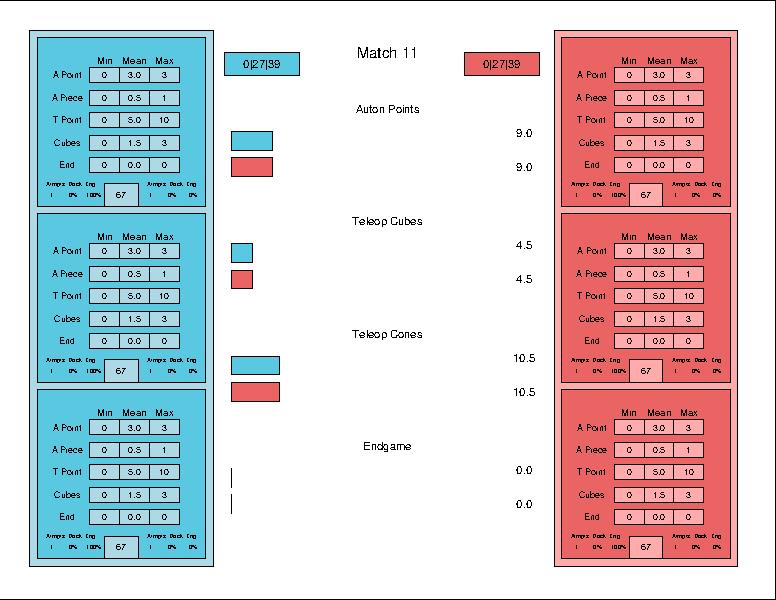 Match 11
0|27|39
0|27|39
Min Mean Max
A Point 0 3.0 3
A Piece 0 0.5 1
T Point 0 5.0 10
Cubes 0 1.5 3
End 0 0.0 0
Atmpts Dock Eng
1 0% 100%
67
Atmpts Dock Eng
1 0% 0%
Min Mean Max
A Point 0 3.0 3
A Piece 0 0.5 1
T Point 0 5.0 10
Cubes 0 1.5 3
End 0 0.0 0
Atmpts Dock Eng
1 0% 100%
67
Atmpts Dock Eng
1 0% 0%
Min Mean Max
A Point 0 3.0 3
A Piece 0 0.5 1
T Point 0 5.0 10
Cubes 0 1.5 3
End 0 0.0 0
Atmpts Dock Eng
1 0% 100%
67
Atmpts Dock Eng
1 0% 0%
Auton Points
9.0
9.0
Teleop Cubes
4.5
4.5
Teleop Cones
10.5
10.5
Endgame
0.0
0.0
Min Mean Max
A Point 0 3.0 3
A Piece 0 0.5 1
T Point 0 5.0 10
Cubes 0 1.5 3
End 0 0.0 0
Atmpts Dock Eng
1 0% 100%
67
Atmpts Dock Eng
1 0% 0%
Min Mean Max
A Point 0 3.0 3
A Piece 0 0.5 1
T Point 0 5.0 10
Cubes 0 1.5 3
End 0 0.0 0
Atmpts Dock Eng
1 0% 100%
67
Atmpts Dock Eng
1 0% 0%
Min Mean Max
A Point 0 3.0 3
A Piece 0 0.5 1
T Point 0 5.0 10
Cubes 0 1.5 3
End 0 0.0 0
Atmpts Dock Eng
1 0% 100%
67
Atmpts Dock Eng
1 0% 0%